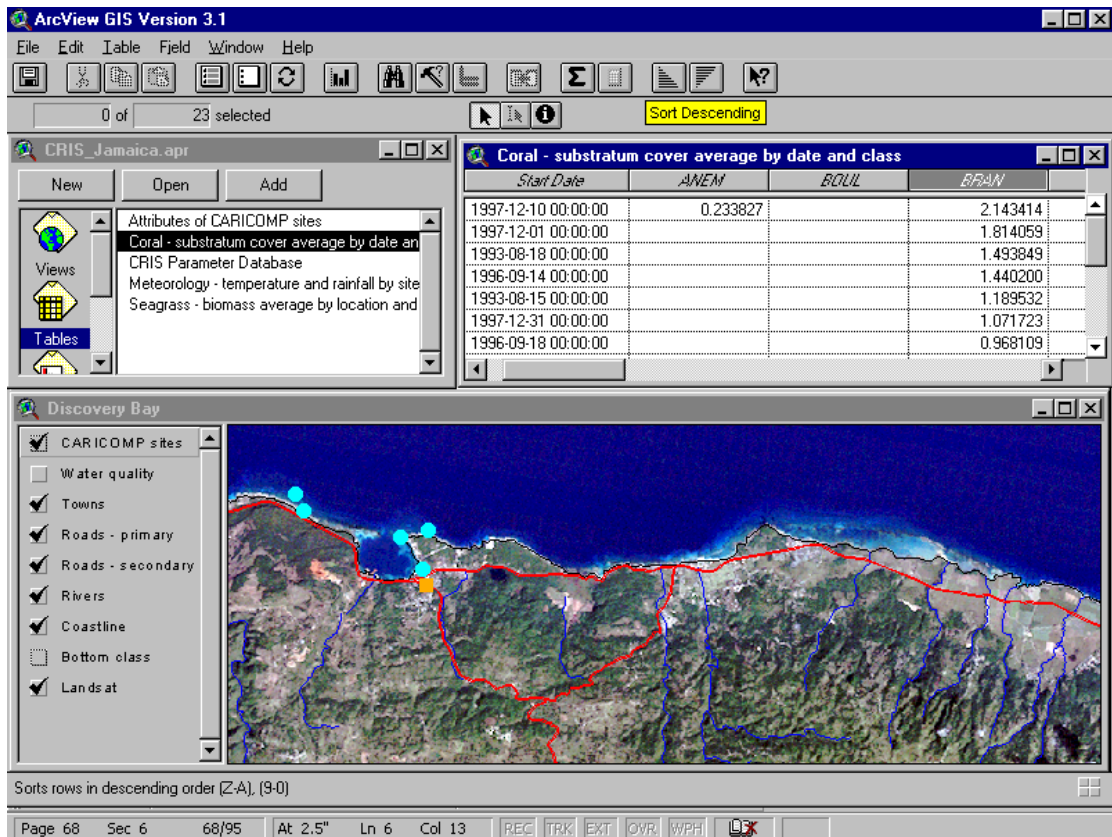 ArcView GIS Version 3.1
File Edit Table Field Window Help
0 of 23 selected
Sort Descending
CRIS_Jamaica.apr
New Open Add
Views
Tables
Attributes of CARICOMP sites
Coral - substratum cover average by date an
CRIS Parameter Database
Meteorology - temperature and rainfall by site
Seagrass - biomass average by location and
Coral - substratum cover average by date and class
Start Date ANEM BOUL BRAN
1997-12-10 00:00:00 0.233827 2.143414
1997-12-01 00:00:00 1.814059
1993-08-18 00:00:00 1.493849
1996-09-14 00:00:00 1.440200
1993-08-15 00:00:00 1.189532
1997-12-31 00:00:00 1.071723
1996-09-18 00:00:00 0.968109
Discovery Bay
CARICOMP sites
Water quality
Towns
Roads - primary
Roads - secondary
Rivers
Coastline
Bottom class
Landsat
Sorts rows in descending order (Z-A), (9-0)
Page 68 Sec 6 68/95 At 2.5" Ln 6 Col 13 REC TRK EXT OVR WPH